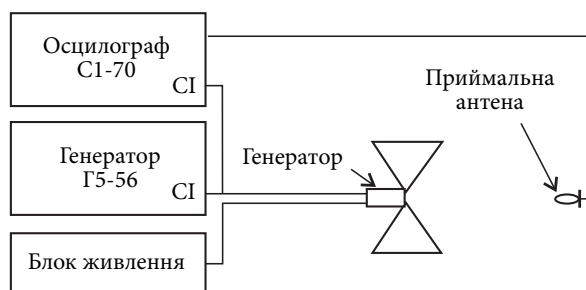 Осцилограф
С1-70
СІ
Генератор
Г5-56
СІ
Блок живлення
Генератор
Приймальна
антена